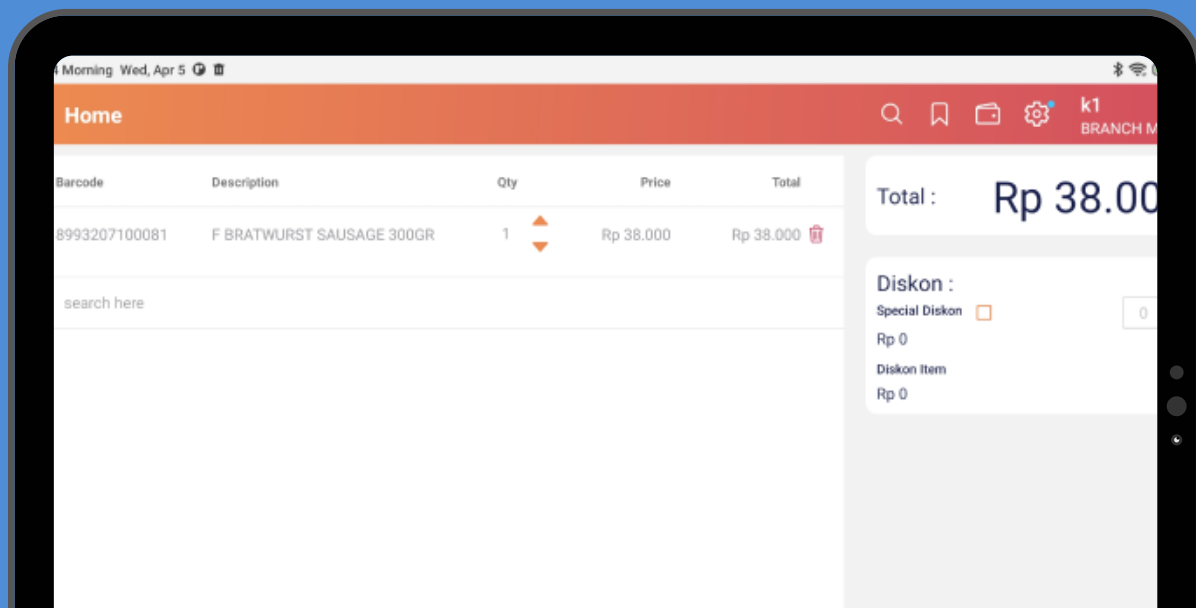 Morning Wed, Apr 5
Home
k1
BRANCH M
Barcode Description Qty Price Total
8993207100081 F BRATWURST SAUSAGE 300GR 1 Rp 38.000 Rp 38.000
search here
Total : Rp 38.00
Diskon :
Special Diskon
0
Rp 0
Diskon Item
Rp 0